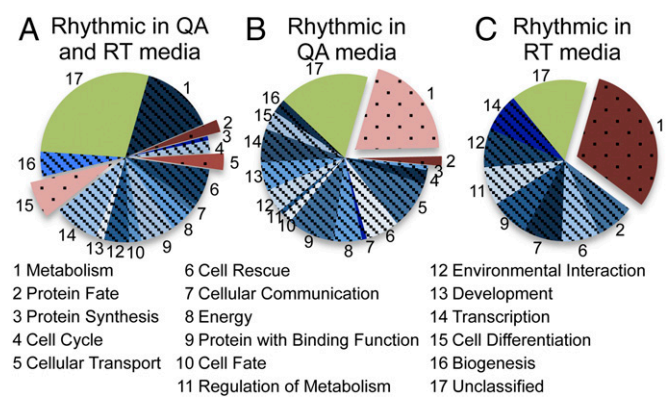 A Rhythmic in QA
and RT media
B Rhythmic in
QA media
C Rhythmic in
RT media
17
1
2
3
4
5
6
7
8
9
10
12
13
14
15
16
17
1
2
3
4
5
6
7
8
9
10
11
12
13
14
15
16
17
1
2
6
7
9
11
12
14
1 Metabolism
2 Protein Fate
3 Protein Synthesis
4 Cell Cycle
5 Cellular Transport
6 Cell Rescue
7 Cellular Communication
8 Energy
9 Protein with Binding Function
10 Cell Fate
11 Regulation of Metabolism
12 Environmental Interaction
13 Development
14 Transcription
15 Cell Differentiation
16 Biogenesis
17 Unclassified